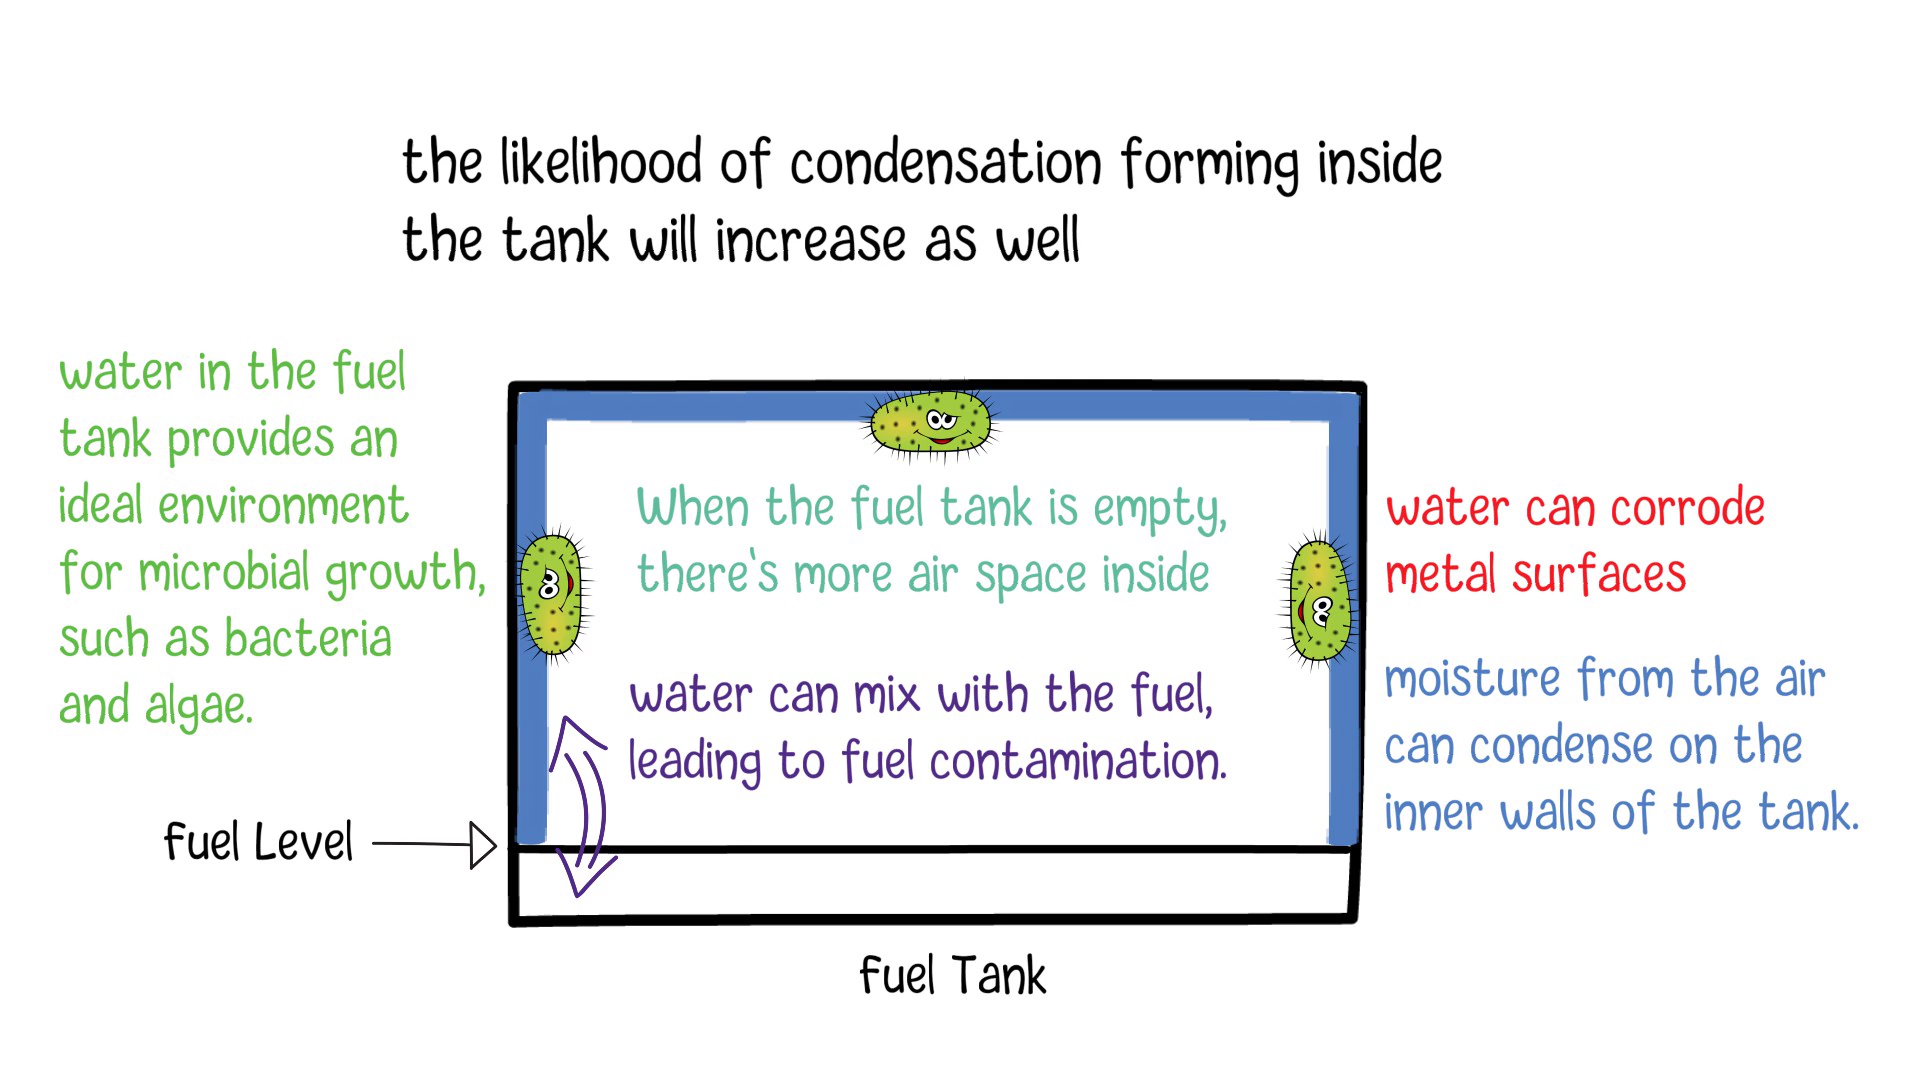 the likelihood of condensation forming inside
the tank will increase as well
water in the fuel
tank provides an
ideal environment
for microbial growth,
such as bacteria
and algae.
When the fuel tank is empty,
there's more air space inside
water can mix with the fuel,
leading to fuel contamination.
water can corrode
metal surfaces
moisture from the air
can condense on the
inner walls of the tank.
fuel Level
fuel Tank